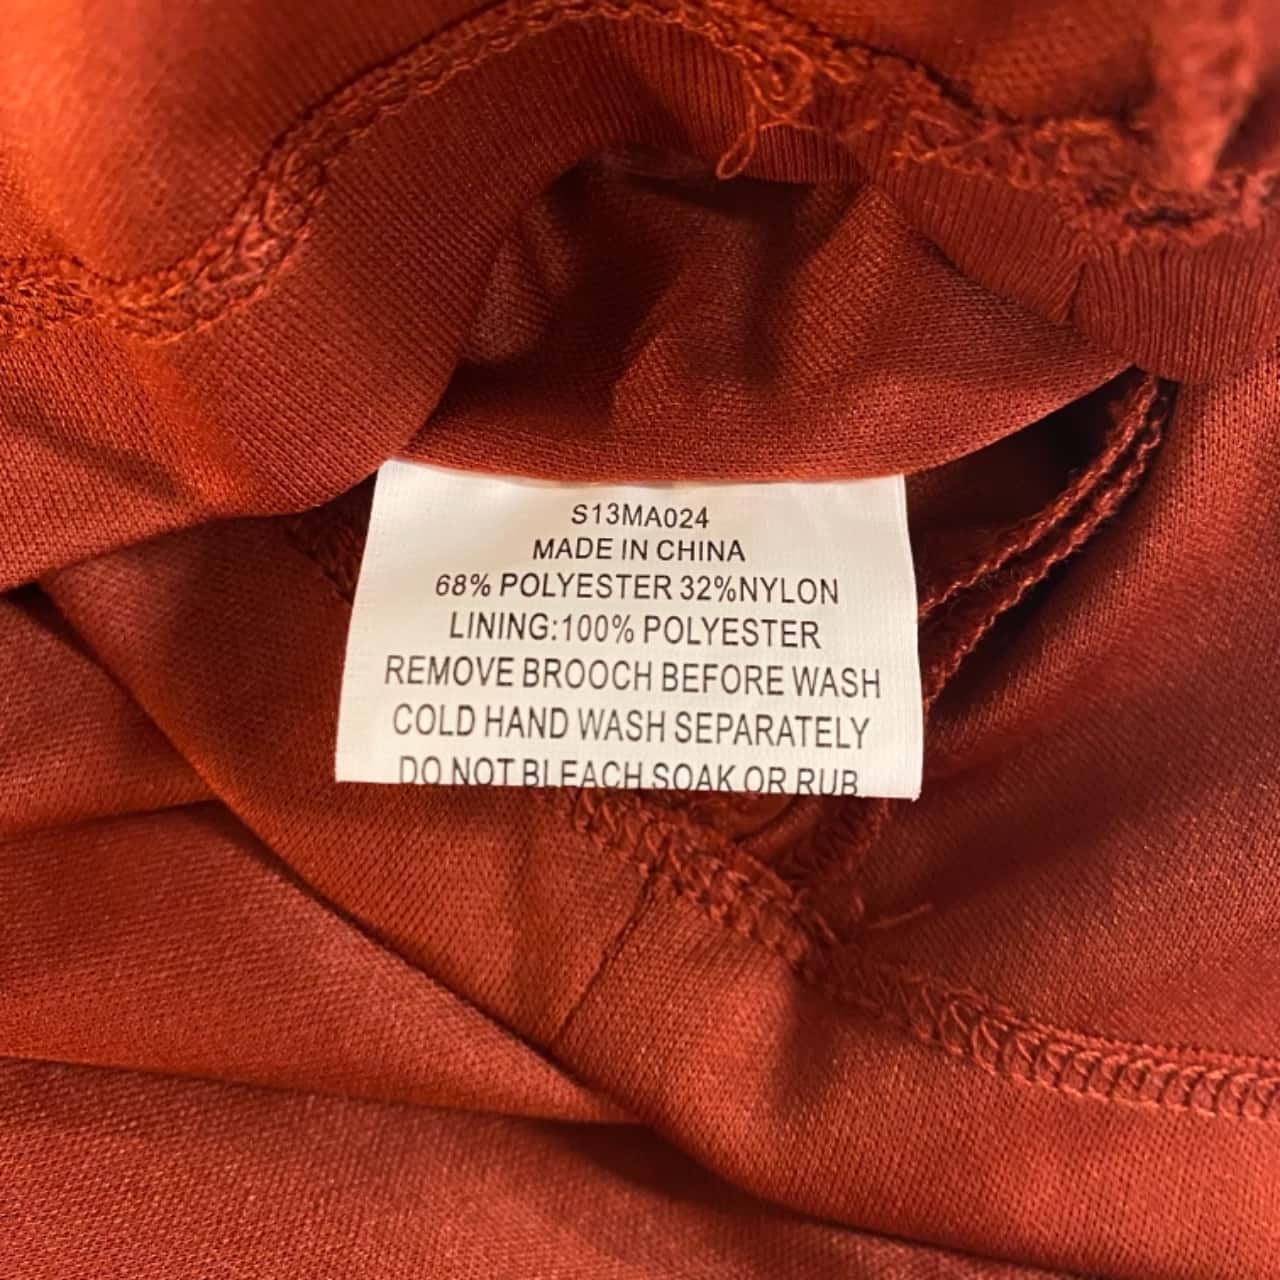 S13MA024
MADE IN CHINA
68% POLYESTER 32%NYLON
LINING:100% POLYESTER
REMOVE BROOCH BEFORE WASH
COLD HAND WASH SEPARATELY
DO NOT BLEACH SOAK OR RUB